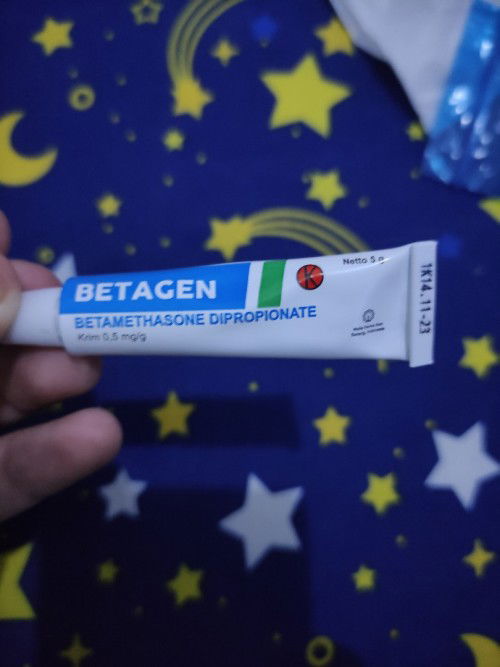 BETAGEN
BETAMETHASONE DIPROPIONATE
Krim 0,5 mg/g
K
Netto 5 g
1K14.11-23